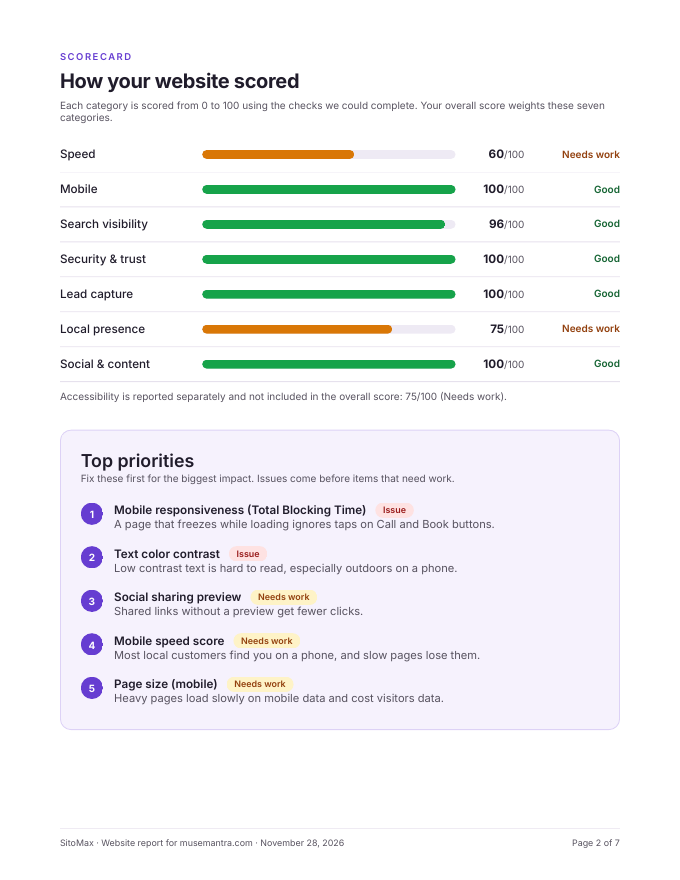 SCORECARD
How your website scored
Each category is scored from 0 to 100 using the checks we could complete. Your overall score weights these seven
categories.
Speed 60/100 Needs work
Mobile 100/100 Good
Search visibility 96/100 Good
Security & trust 100/100 Good
Lead capture 100/100 Good
Local presence 75/100 Needs work
Social & content 100/100 Good
Accessibility is reported separately and not included in the overall score: 75/100 (Needs work).
Top priorities
Fix these first for the biggest impact. Issues come before items that need work.
1 Mobile responsiveness (Total Blocking Time) Issue
A page that freezes while loading ignores taps on Call and Book buttons.
2 Text color contrast Issue
Low contrast text is hard to read, especially outdoors on a phone.
3 Social sharing preview Needs work
Shared links without a preview get fewer clicks.
4 Mobile speed score Needs work
Most local customers find you on a phone, and slow pages lose them.
5 Page size (mobile) Needs work
Heavy pages load slowly on mobile data and cost visitors data.
SitoMax · Website report for musemantra.com · November 28, 2026 Page 2 of 7